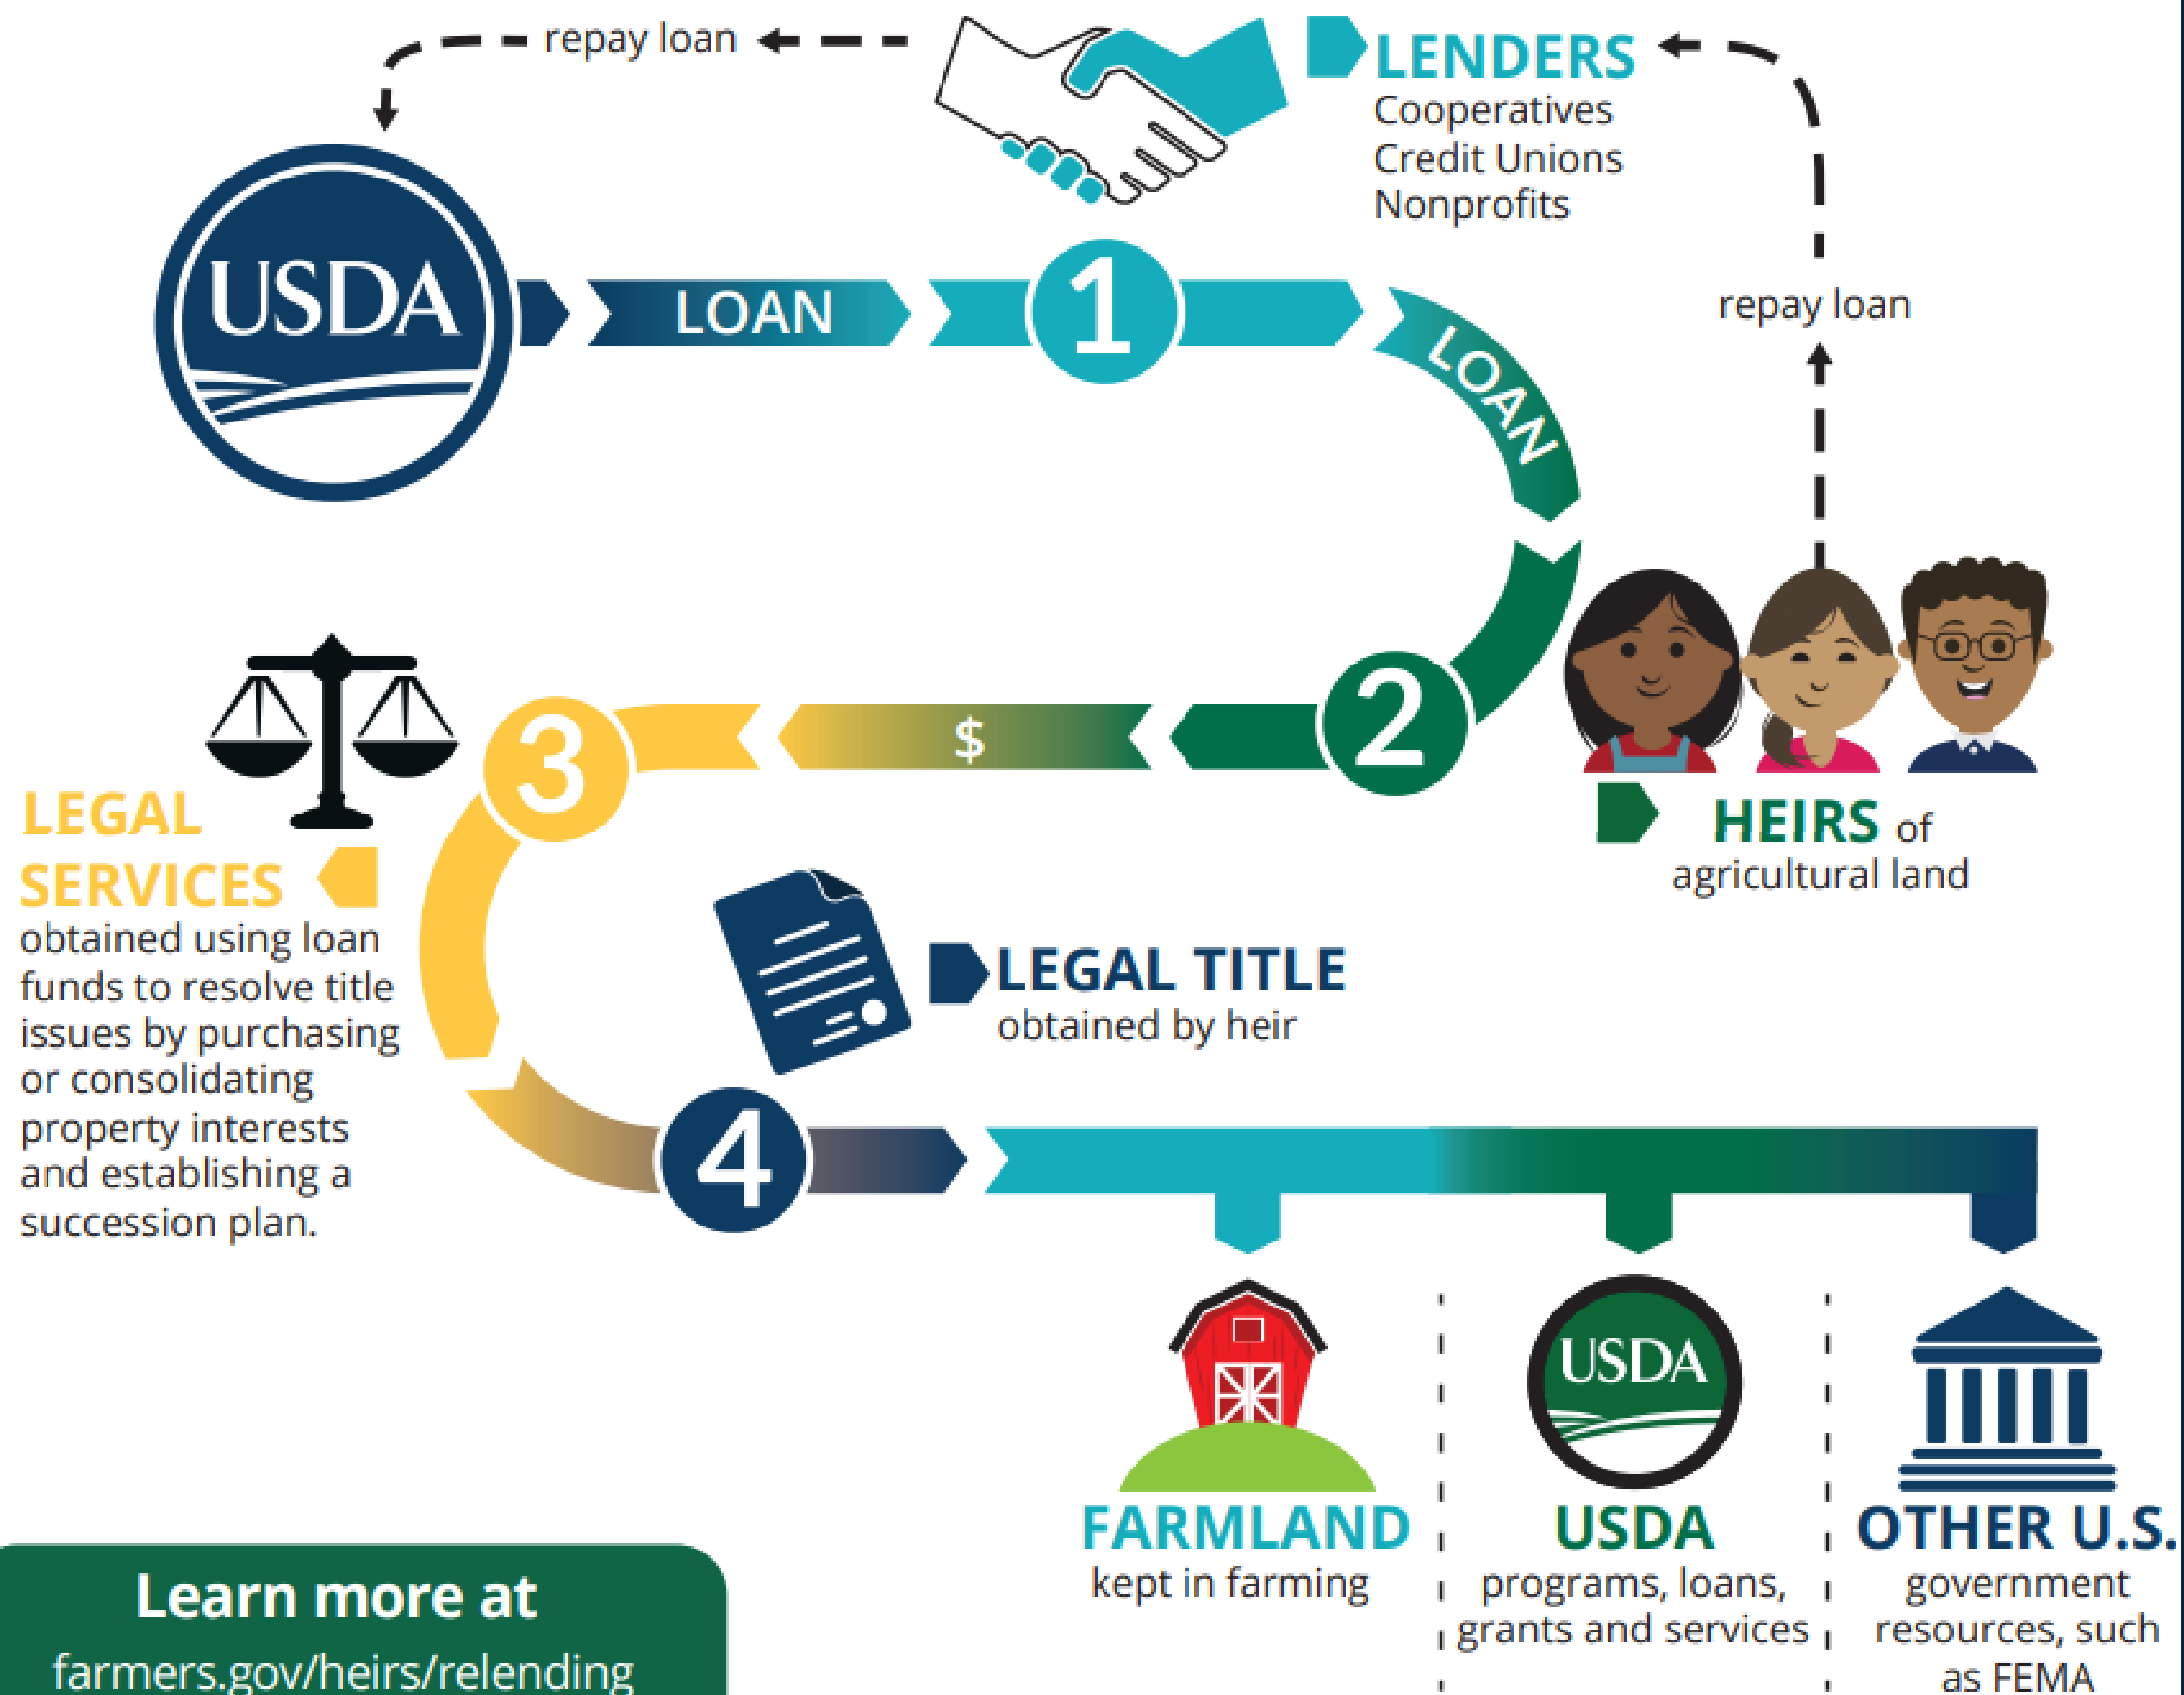 repay loan
LENDERS
Cooperatives
Credit Unions
Nonprofits
USDA
LOAN
1
LOAN
repay loan
2
$
3
HEIRS of
agricultural land
LEGAL
SERVICES
obtained using loan
funds to resolve title
issues by purchasing
or consolidating
property interests
and establishing a
succession plan.
LEGAL TITLE
obtained by heir
4
FARMLAND
kept in farming
USDA
USDA
programs, loans,
grants and services
OTHER U.S.
government
resources, such
as FEMA
Learn more at
farmers.gov/heirs/relending